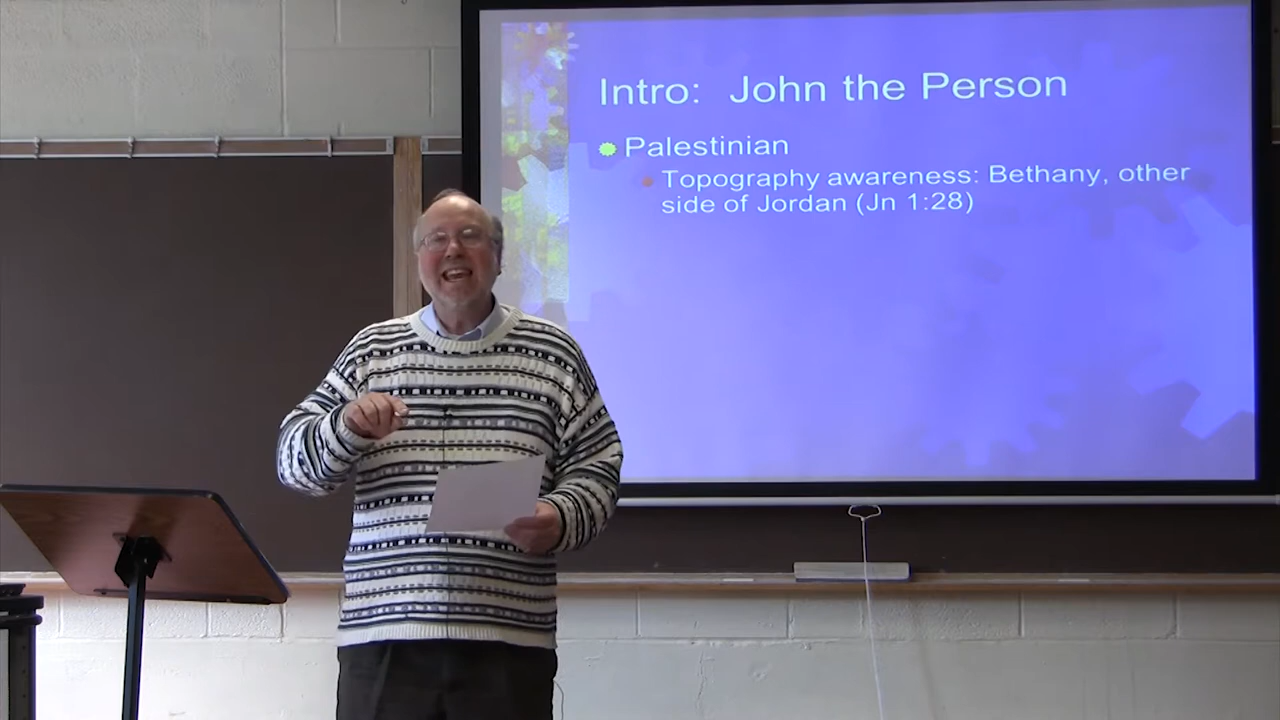 Intro: John the Person
Palestinian
Topography awareness: Bethany, other
side of Jordan (Jn 1:28)